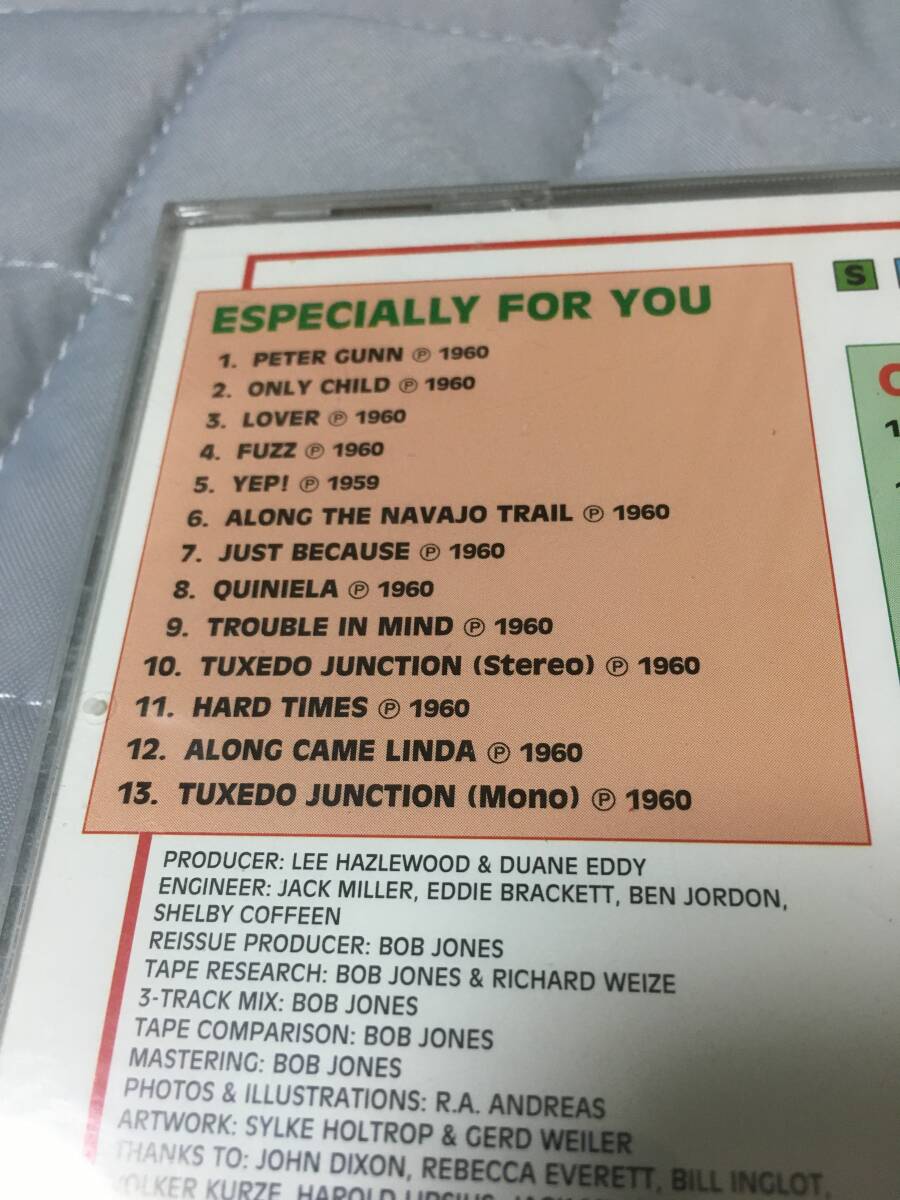 ESPECIALLY FOR YOU
1. PETER GUNN ℗ 1960
2. ONLY CHILD ℗ 1960
3. LOVER ℗ 1960
4. FUZZ ℗ 1960
5. YEP! ℗ 1959
6. ALONG THE NAVAJO TRAIL ℗ 1960
7. JUST BECAUSE ℗ 1960
8. QUINIELA ℗ 1960
9. TROUBLE IN MIND ℗ 1960
10. TUXEDO JUNCTION (Stereo) ℗ 1960
11. HARD TIMES ℗ 1960
12. ALONG CAME LINDA ℗ 1960
13. TUXEDO JUNCTION (Mono) ℗ 1960
PRODUCER: LEE HAZLEWOOD & DUANE EDDY
ENGINEER: JACK MILLER, EDDIE BRACKETT, BEN JORDON,
SHELBY COFFEEN
REISSUE PRODUCER: BOB JONES
TAPE RESEARCH: BOB JONES & RICHARD WEIZE
3-TRACK MIX: BOB JONES
TAPE COMPARISON: BOB JONES
MASTERING: BOB JONES
PHOTOS & ILLUSTRATIONS: R.A. ANDREAS
ARTWORK: SYLKE HOLTROP & GERD WEILER
THANKS TO: JOHN DIXON, REBECCA EVERETT, BILL INGLOT,
VOLKER KURZE, HAROLD
S